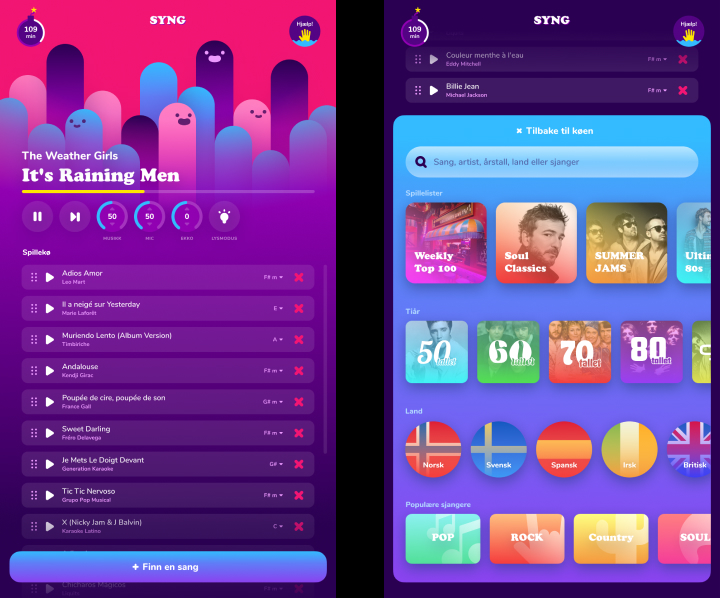 109
min
SYNG
Hjelp!
The Weather Girls
It's Raining Men
50
50
0
MUSIKK
MIC
EKKO
LYSMODUS
Spillekø
Adios Amor
Leo Mart
F# m
Il a neigé sur Yesterday
Marie Laforêt
E
Muriendo Lento (Album Version)
Timbiriche
A
Andalouse
Kendji Girac
F# m
Poupée de cire, poupée de son
France Gall
G# m
Sweet Darling
Fréro Delavega
F# m
Je Mets Le Doigt Devant
Generation Karaoke
G#
Tic Tic Nervoso
Grupo Pop Musical
F# m
X (Nicky Jam & J Balvin)
Karaoke Latino
C
+ Finn en sang
Chicharos Mágicos
109
min
SYNG
Hjelp!
Couleur menthe à l'eau
Eddy Mitchell
F# m
Billie Jean
Michael Jackson
F# m
Tilbake til køen
Sang, artist, årstall, land eller sjanger
Spillelister
Weekly
Top 100
Soul
Classics
SUMMER
JAMS
Ultim
80s
Tiår
50 tallet
60 tallet
70 tallet
80 tallet
Land
Norsk
Svensk
Spansk
Irsk
Britisk
Populære sjangere
POP
ROCK
Country
SOUL